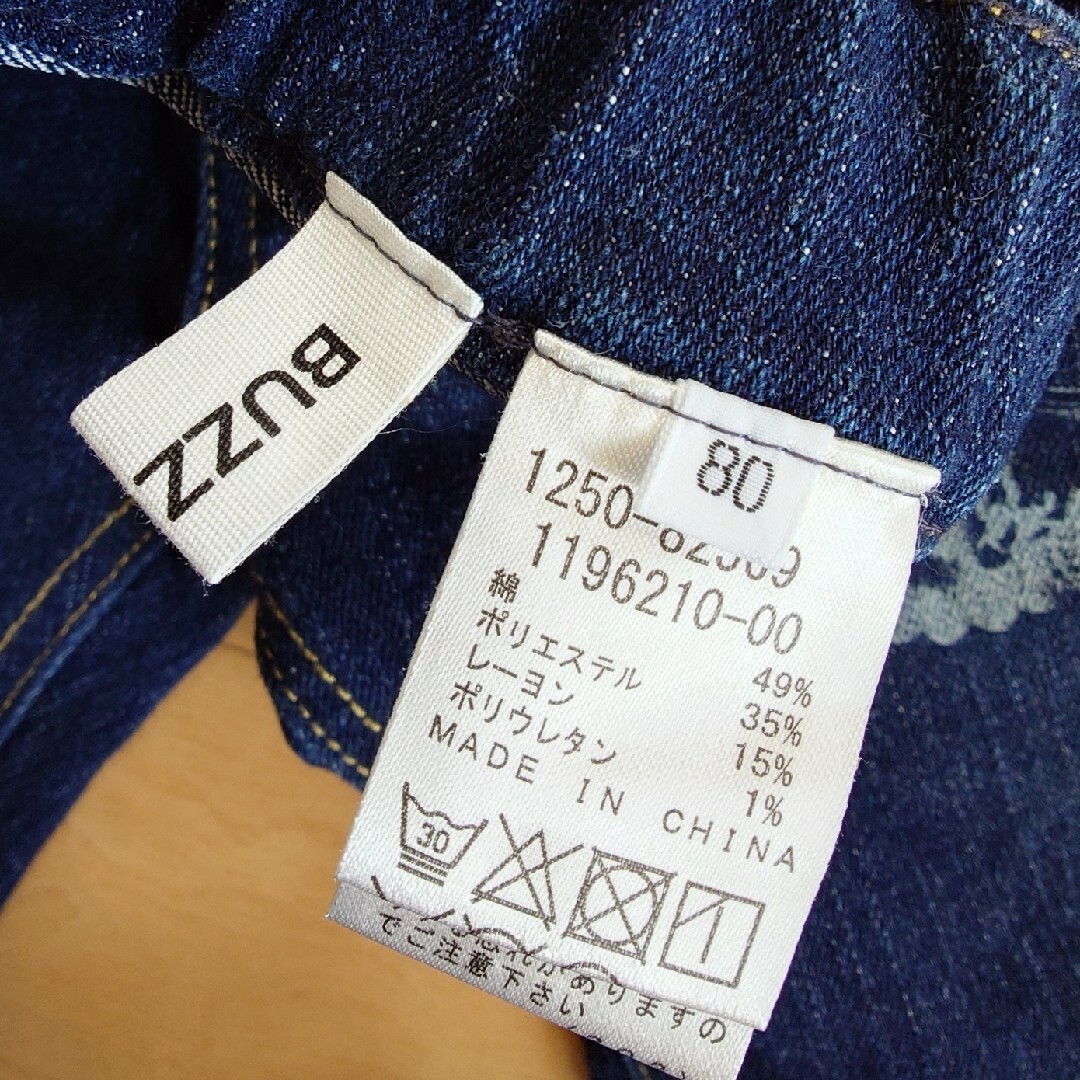 BUZZ
80
1250-82509
1196210-00
綿 49%
ポリエステル 35%
レーヨン 15%
ポリウレタン 1%
MADE IN CHINA
30
がありますの
でご注意下さい